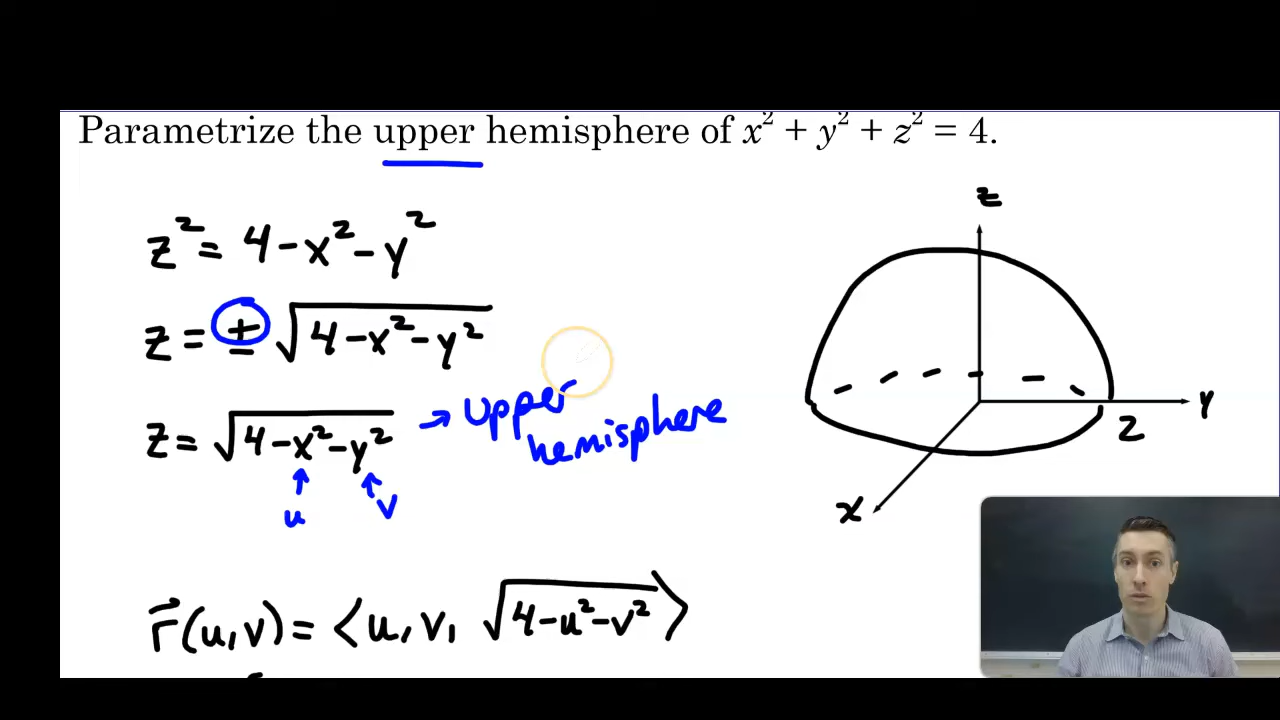 Parametrize the upper hemisphere of x² + y² + z² = 4.
z² = 4 - x² - y²
z = ± √(4 - x² - y²)
z = √(4 - x² - y²) → upper
hemisphere
u v
r⃗(u,v) = ⟨u, v, √(4 - u² - v²)⟩
z
y
2
x